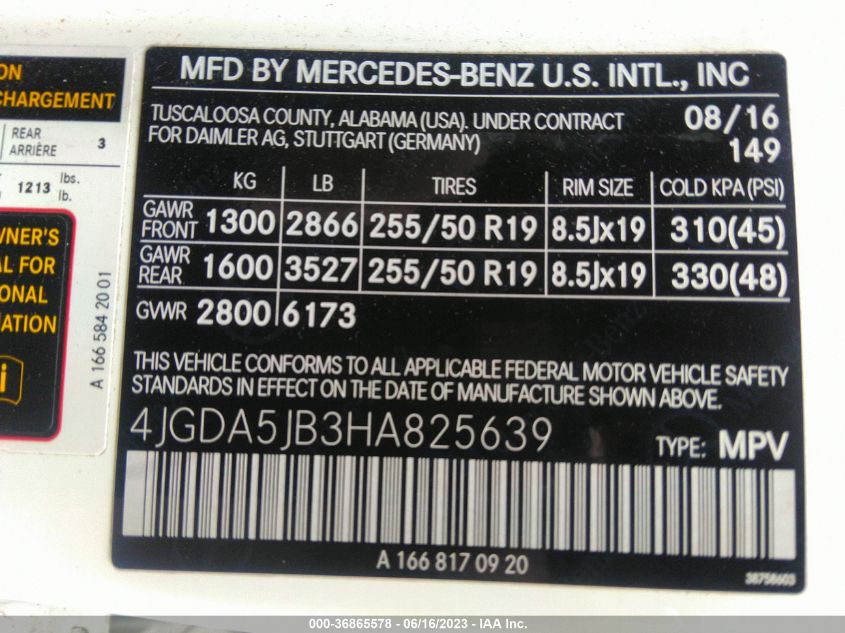 ON
CHARGEMENT
REAR
ARRIÈRE 3
1213 lbs.
lb.
WNER'S
AL FOR
ONAL
ATION
i
A 166 584 20 01
MFD BY MERCEDES-BENZ U.S. INTL., INC
TUSCALOOSA COUNTY, ALABAMA (USA). UNDER CONTRACT 08/16
FOR DAIMLER AG, STUTTGART (GERMANY) 149
KG LB TIRES RIM SIZE COLD KPA (PSI)
GAWR FRONT 1300 2866 255/50 R19 8.5Jx19 310(45)
GAWR REAR 1600 3527 255/50 R19 8.5Jx19 330(48)
GVWR 2800 6173
THIS VEHICLE CONFORMS TO ALL APPLICABLE FEDERAL MOTOR VEHICLE SAFETY
STANDARDS IN EFFECT ON THE DATE OF MANUFACTURE SHOWN ABOVE.
4JGDA5JB3HA825639 TYPE: MPV
A 166 817 09 20
38758603
000-36865578 - 06/16/2023 - IAA Inc.